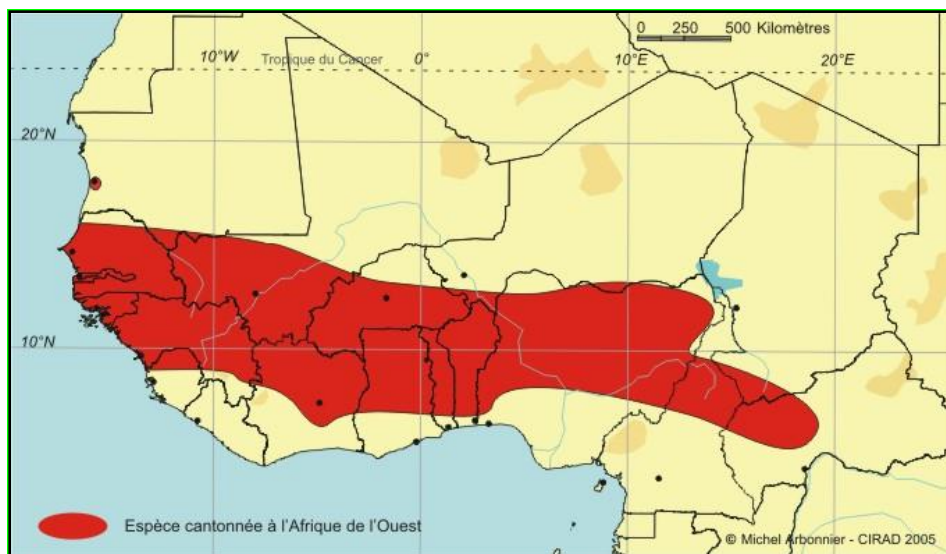 0 250 500 Kilomètres
10°W Tropique du Cancer 0° 10°E 20°E
20°N
10°N
Espèce cantonnée à l'Afrique de l'Ouest
© Michel Arbonnier - CIRAD 2005